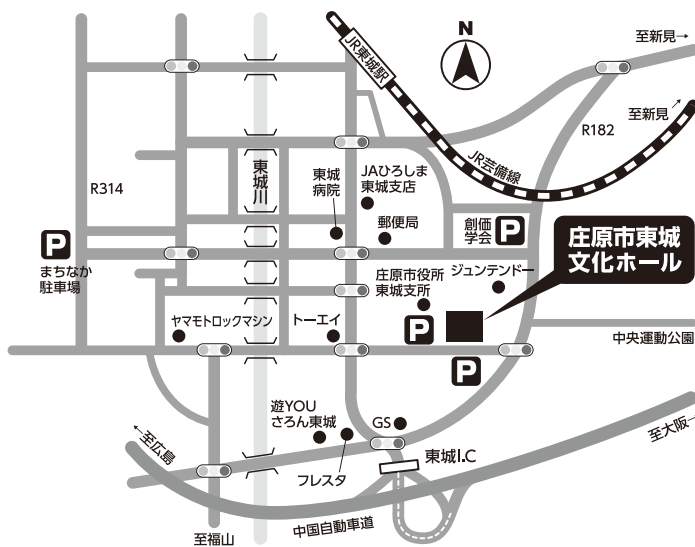 至新見→
N
JR東城駅
至新見→
R182
JR芸備線
R314
東城川
東城
病院
JAひろしま
東城支店
郵便局
創価
学会
P
庄原市東城
文化ホール
P
まちなか
駐車場
庄原市役所
東城支所
ジュンテンドー
ヤマモトロックマシン
トーエイ
P
中央運動公園
P
遊YOU
さろん東城
GS
フレスタ
東城I.C
←至広島
至大阪→
中国自動車道
至福山